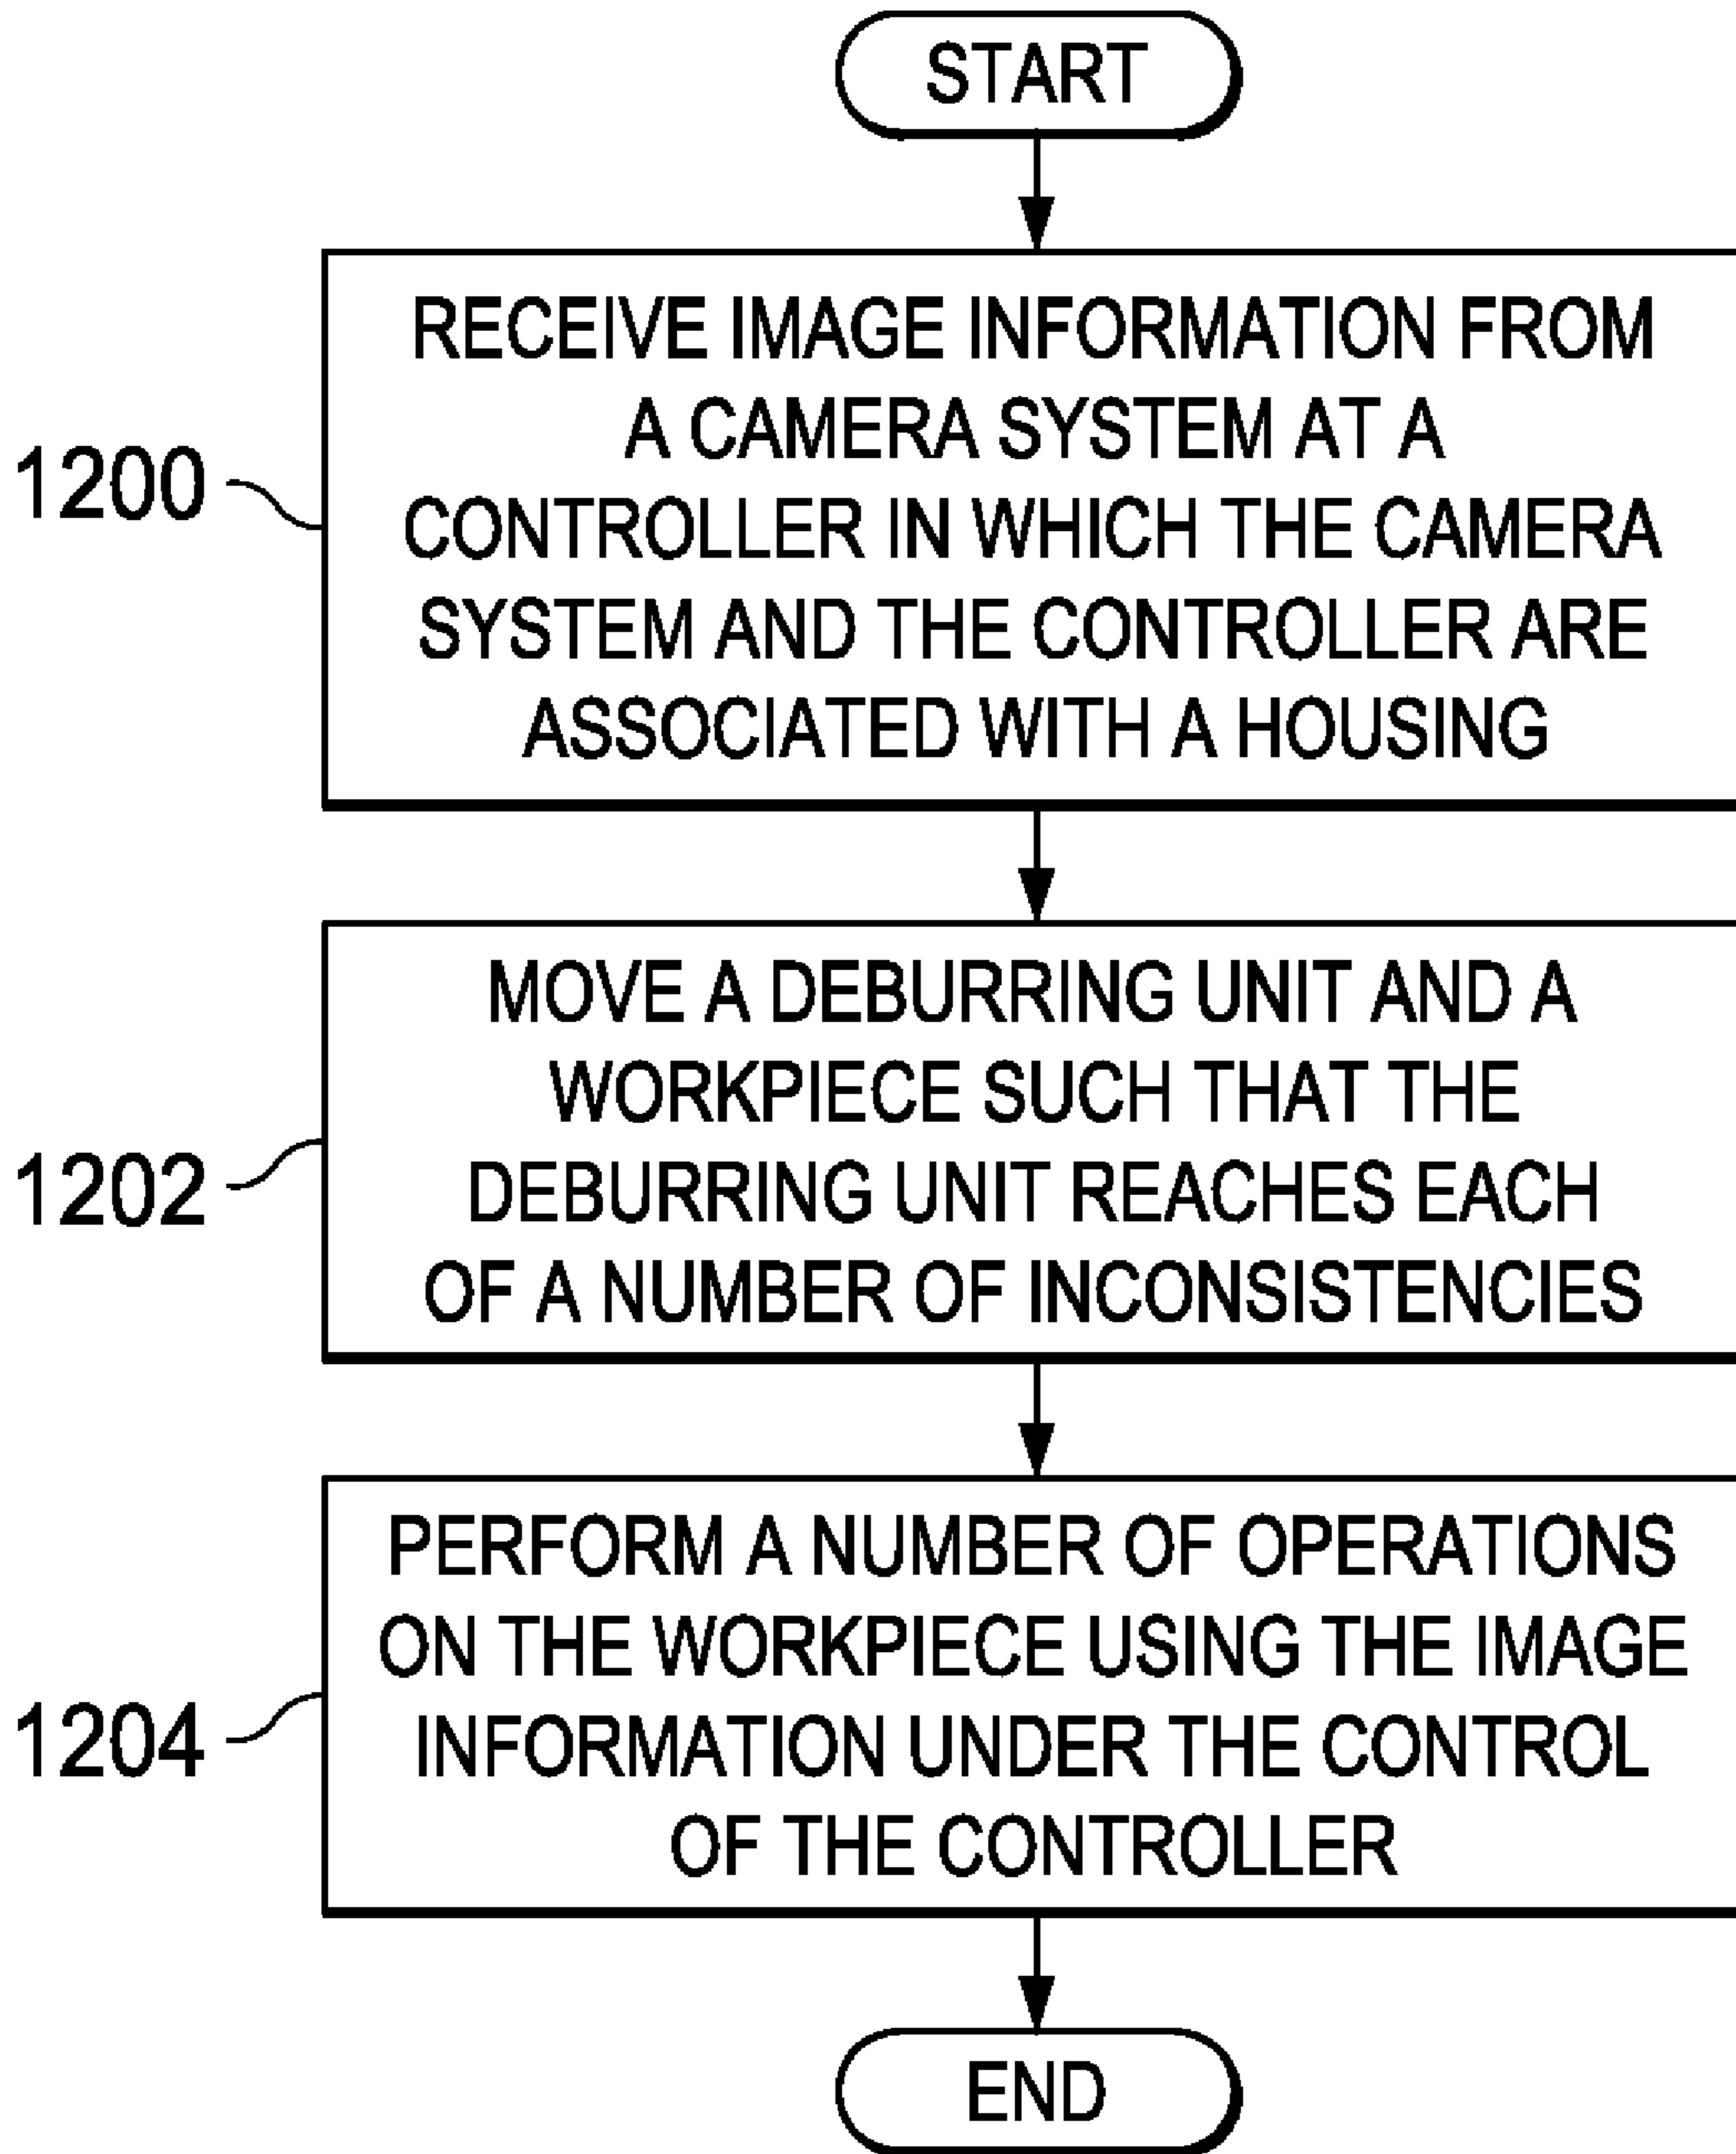 START
RECEIVE IMAGE INFORMATION FROM
A CAMERA SYSTEM AT A
CONTROLLER IN WHICH THE CAMERA
SYSTEM AND THE CONTROLLER ARE
ASSOCIATED WITH A HOUSING
1200
MOVE A DEBURRING UNIT AND A
WORKPIECE SUCH THAT THE
DEBURRING UNIT REACHES EACH
OF A NUMBER OF INCONSISTENCIES
1202
PERFORM A NUMBER OF OPERATIONS
ON THE WORKPIECE USING THE IMAGE
INFORMATION UNDER THE CONTROL
OF THE CONTROLLER
1204
END